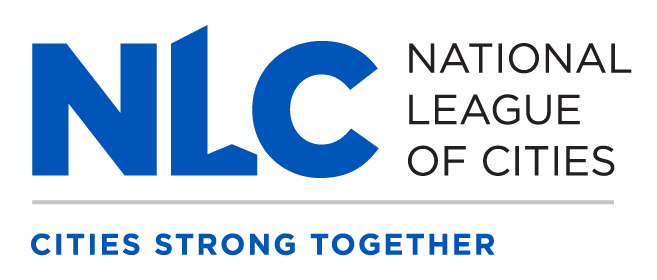 NLC
NATIONAL
LEAGUE
OF CITIES
CITIES STRONG TOGETHER